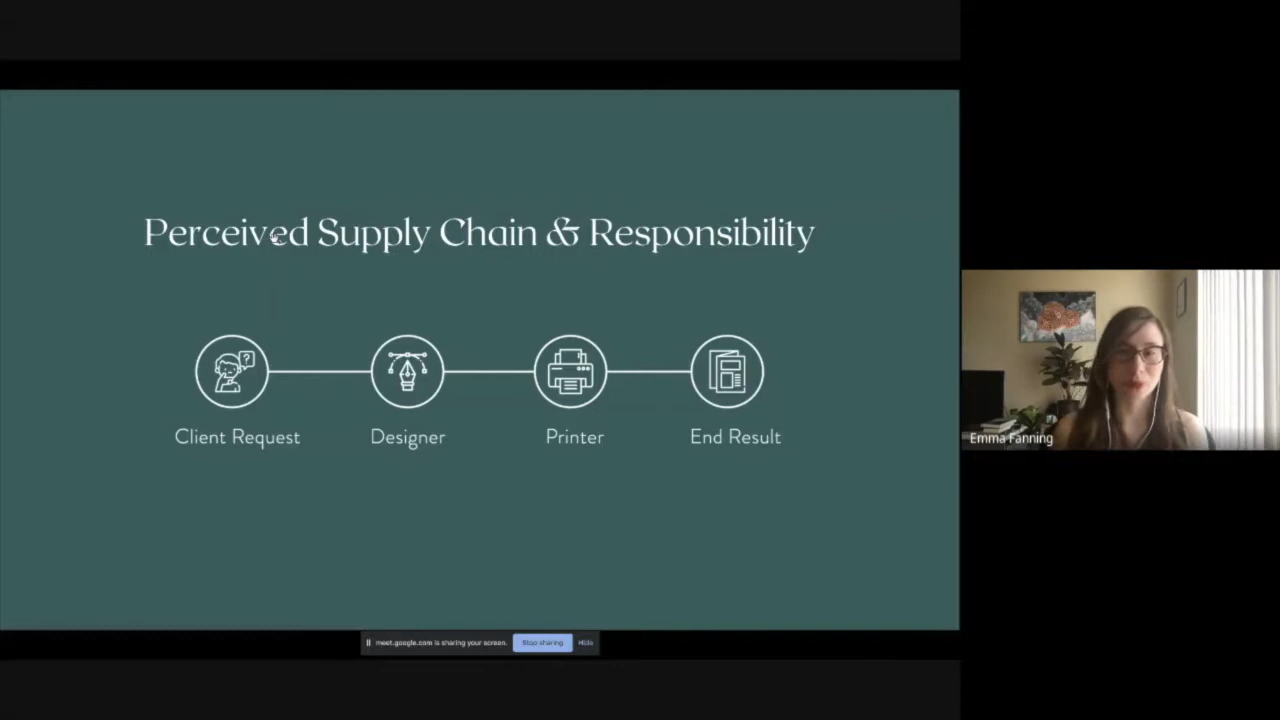 Perceived Supply Chain & Responsibility
?
Client Request
Designer
Printer
End Result
Emma Fanning
meet.google.com is sharing your screen.
Stop sharing
Hide